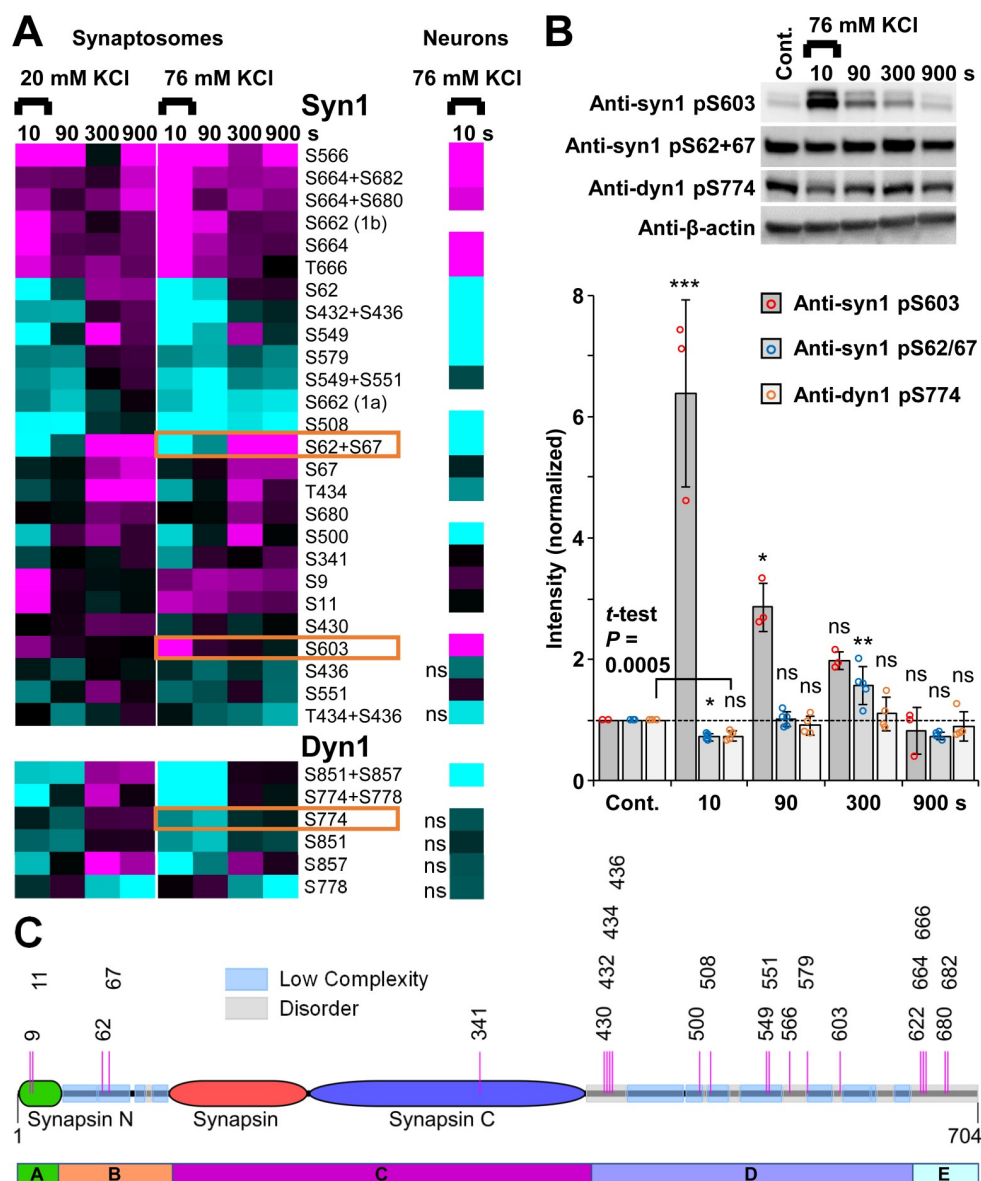 A
Synaptosomes
Neurons
20 mM KCl
76 mM KCl
76 mM KCl
Syn1
10 90 300 900 s
10 90 300 900 s
10 s
S566
S664+S682
S664+S680
S662 (1b)
S664
T666
S62
S432+S436
S549
S579
S549+S551
S662 (1a)
S508
S62+S67
S67
T434
S680
S500
S341
S9
S11
S430
S603
S436
ns
S551
T434+S436
ns
Dyn1
S851+S857
S774+S778
S774
ns
S851
ns
S857
ns
S778
ns
B
76 mM KCl
Cont.
10 90 300 900 s
Anti-syn1 pS603
Anti-syn1 pS62+67
Anti-dyn1 pS774
Anti-β-actin
Intensity (normalized)
8
6
4
2
0
Anti-syn1 pS603
Anti-syn1 pS62/67
Anti-dyn1 pS774
t-test
P =
0.0005
***
*
ns
*
ns
ns
ns
**
ns
ns
ns
ns
Cont. 10 90 300 900 s
C
Low Complexity
Disorder
9
11
62
67
341
430
432
434
436
500
508
549
551
566
579
603
622
664
666
680
682
Synapsin N
Synapsin
Synapsin C
1
704
A B C D E